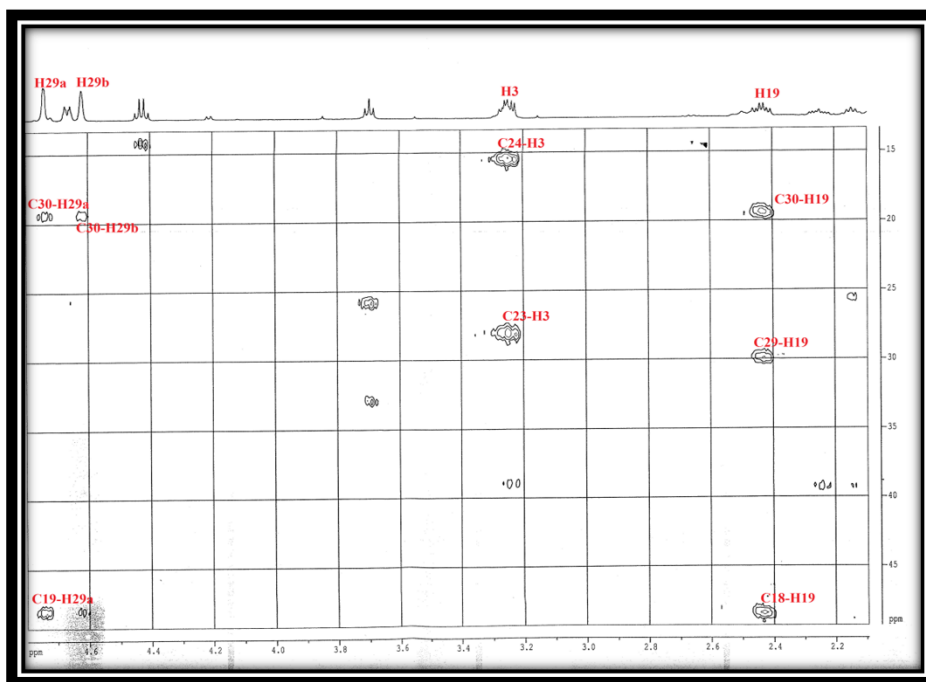 H29a H29b H3 H19
C24-H3
15
C30-H29a C30-H19
20
C30-H29b
25
C23-H3
C29-H19
30
35
40
45
C19-H29a C18-H19
ppm
ppm 4.6 4.4 4.2 4.0 3.8 3.6 3.4 3.2 3.0 2.8 2.6 2.4 2.2